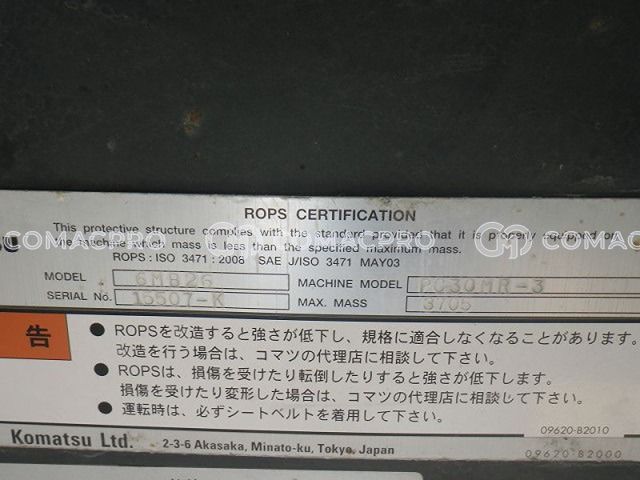 ROPS CERTIFICATION
This protective structure complies with the standard provided that it is properly equipped on
the machine which mass is less than the specified maximum mass.
ROPS : ISO 3471 : 2008 SAE J/ISO 3471 MAY03
MODEL 6MB26 MACHINE MODEL PC30MR-3
SERIAL No. 15507-K MAX. MASS 3705
告
● ROPSを改造すると強さが低下し、規格に適合しなくなることがあります。
改造を行う場合は、コマツの代理店に相談して下さい。
● ROPSは、損傷を受けたり転倒したりすると強さが低下します。
損傷を受けたり変形した場合は、コマツの代理店に相談して下さい。
● 運転時は、必ずシートベルトを着用して下さい。
09620-82010
Komatsu Ltd. 2-3-6 Akasaka, Minato-ku, Tokyo, Japan
09620-82000
COMACPRO
COMACPRO